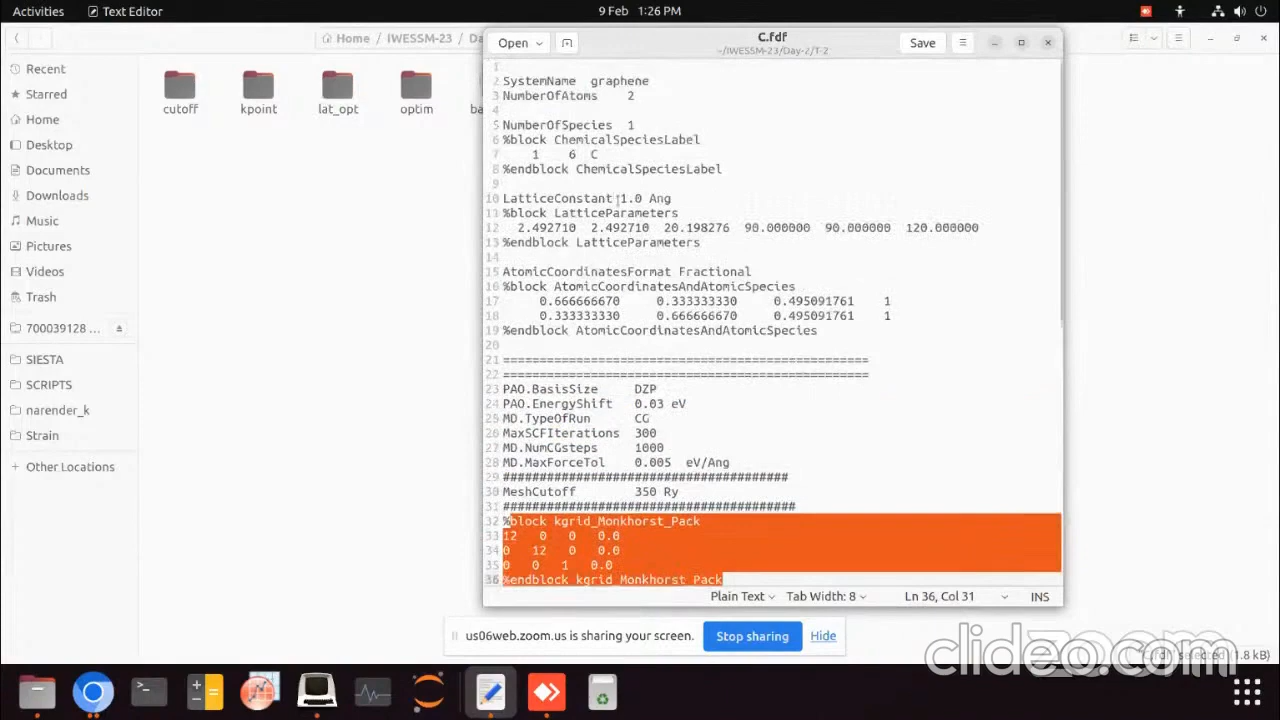 Activities Text Editor 9 Feb 1:26 PM
Home / IWESSM-23 / Da
Recent
Starred
Home
Desktop
Documents
Downloads
Music
Pictures
Videos
Trash
700039128 ...
SIESTA
SCRIPTS
narender_k
Strain
+ Other Locations
cutoff kpoint lat_opt optim ba
Open C.fdf Save
~/IWESSM-23/Day-2/T-2
1
2 SystemName graphene
3 NumberOfAtoms 2
4
5 NumberOfSpecies 1
6 %block ChemicalSpeciesLabel
7 1 6 C
8 %endblock ChemicalSpeciesLabel
9
10 LatticeConstant 1.0 Ang
11 %block LatticeParameters
12 2.492710 2.492710 20.198276 90.000000 90.000000 120.000000
13 %endblock LatticeParameters
14
15 AtomicCoordinatesFormat Fractional
16 %block AtomicCoordinatesAndAtomicSpecies
17 0.666666670 0.333333330 0.495091761 1
18 0.333333330 0.666666670 0.495091761 1
19 %endblock AtomicCoordinatesAndAtomicSpecies
20
21 ==================================================
22 ==================================================
23 PAO.BasisSize DZP
24 PAO.EnergyShift 0.03 eV
25 MD.TypeOfRun CG
26 MaxSCFIterations 300
27 MD.NumCGsteps 1000
28 MD.MaxForceTol 0.005 eV/Ang
29 #######################################
30 MeshCutoff 350 Ry
31 ########################################
32 %block kgrid_Monkhorst_Pack
33 12 0 0 0.0
34 0 12 0 0.0
35 0 0 1 0.0
36 %endblock kgrid_Monkhorst_Pack
Plain Text Tab Width: 8 Ln 36, Col 31 INS
us06web.zoom.us is sharing your screen. Stop sharing Hide
"C.fdf" selected (1.8 kB)
zoom
clideo.com